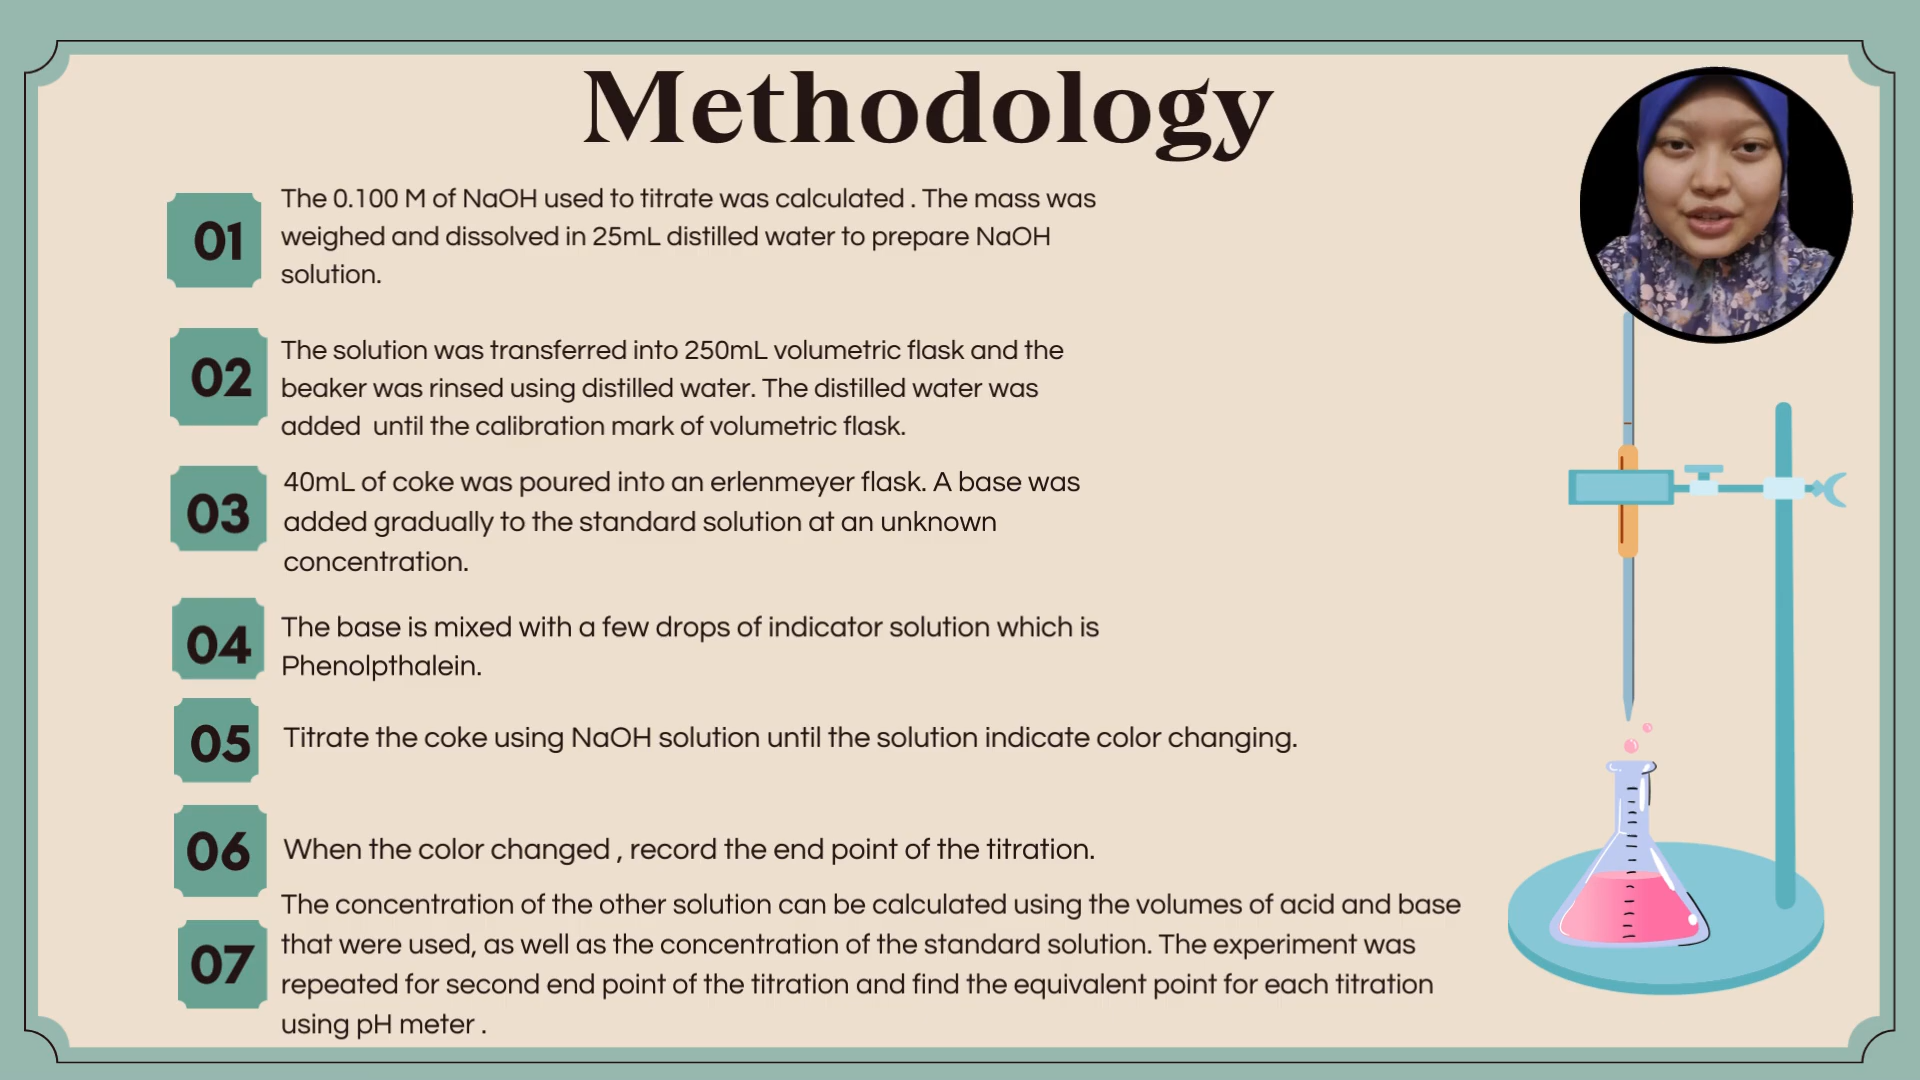 Methodology
01
The 0.100 M of NaOH used to titrate was calculated . The mass was
weighed and dissolved in 25mL distilled water to prepare NaOH
solution.
02
The solution was transferred into 250mL volumetric flask and the
beaker was rinsed using distilled water. The distilled water was
added  until the calibration mark of volumetric flask.
03
40mL of coke was poured into an erlenmeyer flask. A base was
added gradually to the standard solution at an unknown
concentration.
04
The base is mixed with a few drops of indicator solution which is
Phenolpthalein.
05
Titrate the coke using NaOH solution until the solution indicate color changing.
06
When the color changed , record the end point of the titration.
07
The concentration of the other solution can be calculated using the volumes of acid and base
that were used, as well as the concentration of the standard solution. The experiment was
repeated for second end point of the titration and find the equivalent point for each titration
using pH meter .